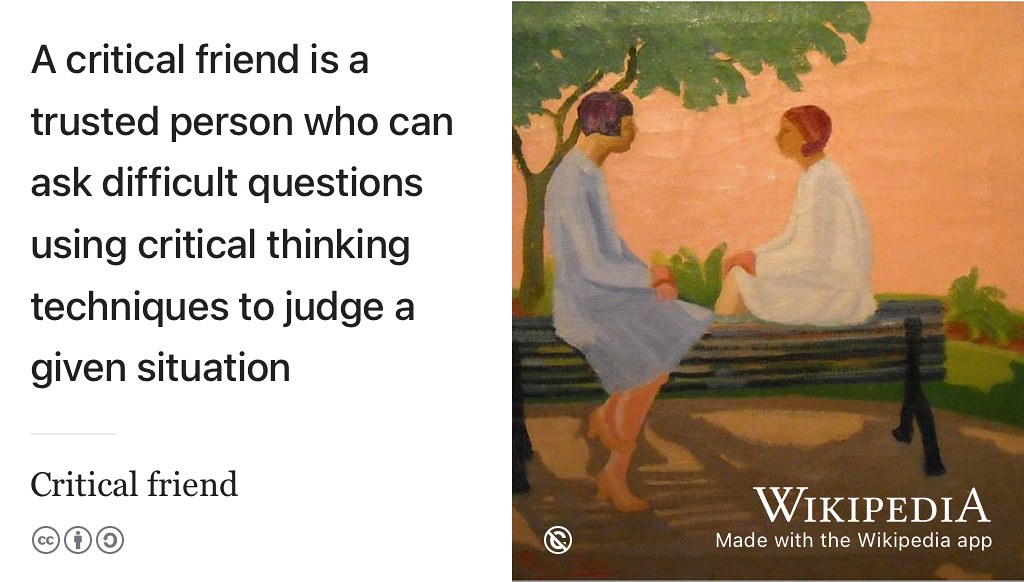 A critical friend is a
trusted person who can
ask difficult questions
using critical thinking
techniques to judge a
given situation
Critical friend
cc
WIKIPEDIA
Made with the Wikipedia app